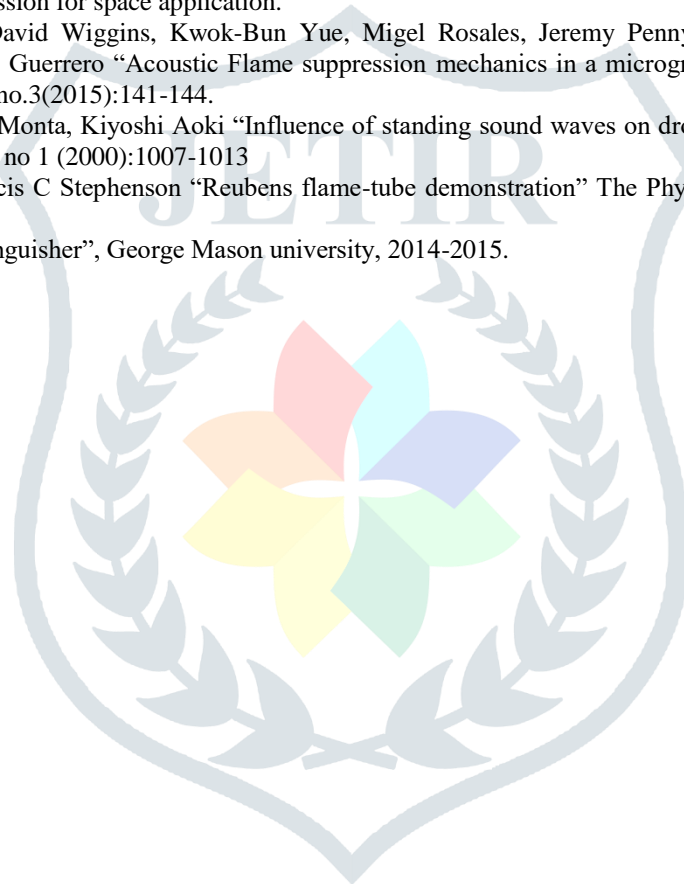 ssion for space application.
David Wiggins, Kwok-Bun Yue, Migel Rosales, Jeremy Penny
Guerrero “Acoustic Flame suppression mechanics in a microgr
no.3(2015):141-144.
Monta, Kiyoshi Aoki “Influence of standing sound waves on dro
no 1 (2000):1007-1013
cis C Stephenson “Reubens flame-tube demonstration” The Phy
JETIR
nguisher”, George Mason university, 2014-2015.